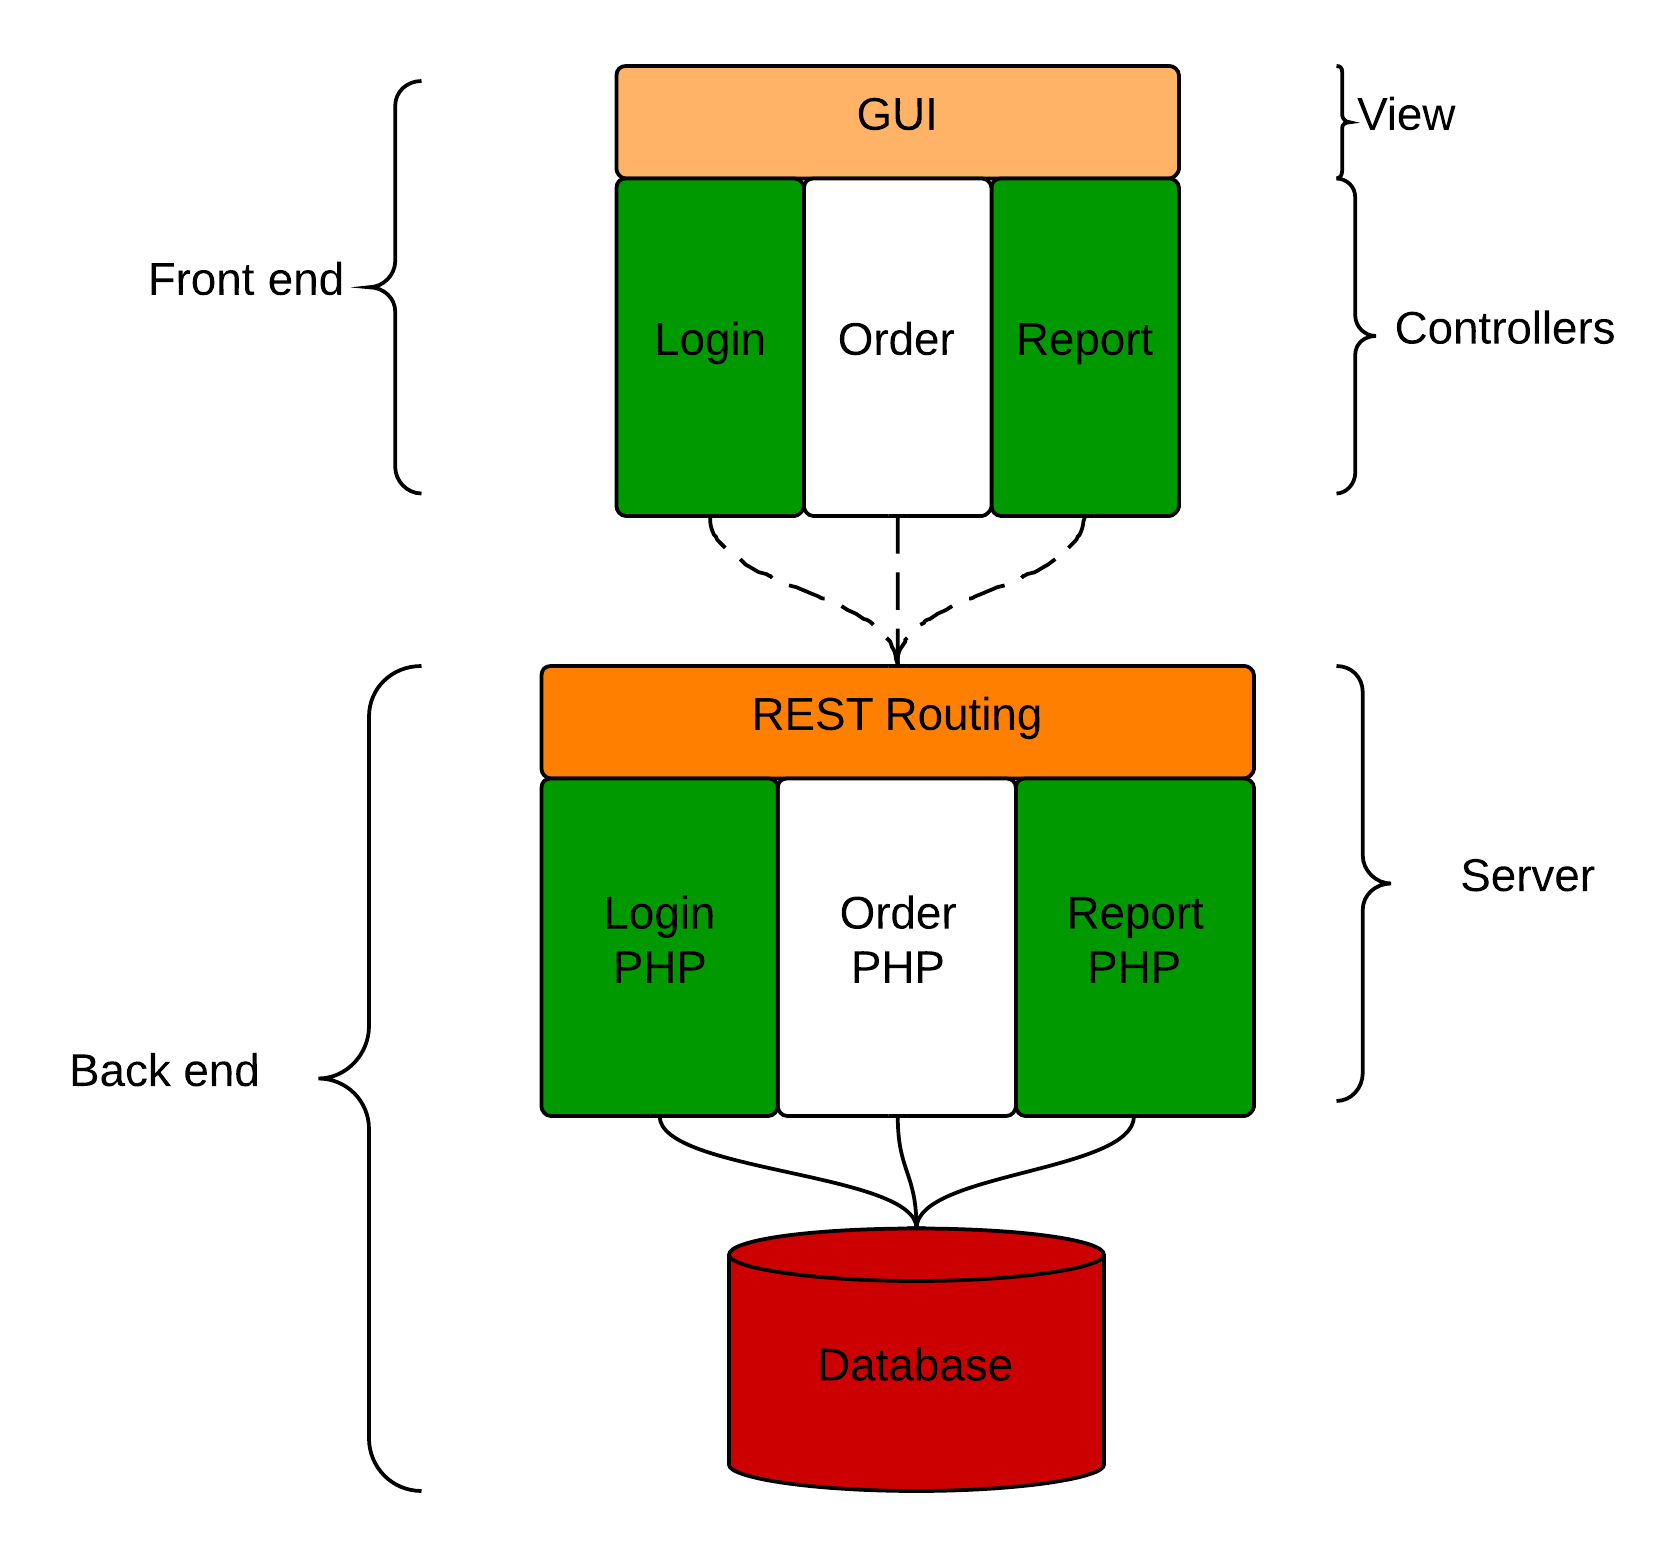 GUI
View
Front end
Login
Order
Report
Controllers
REST Routing
Server
Login
PHP
Order
PHP
Report
PHP
Back end
Database